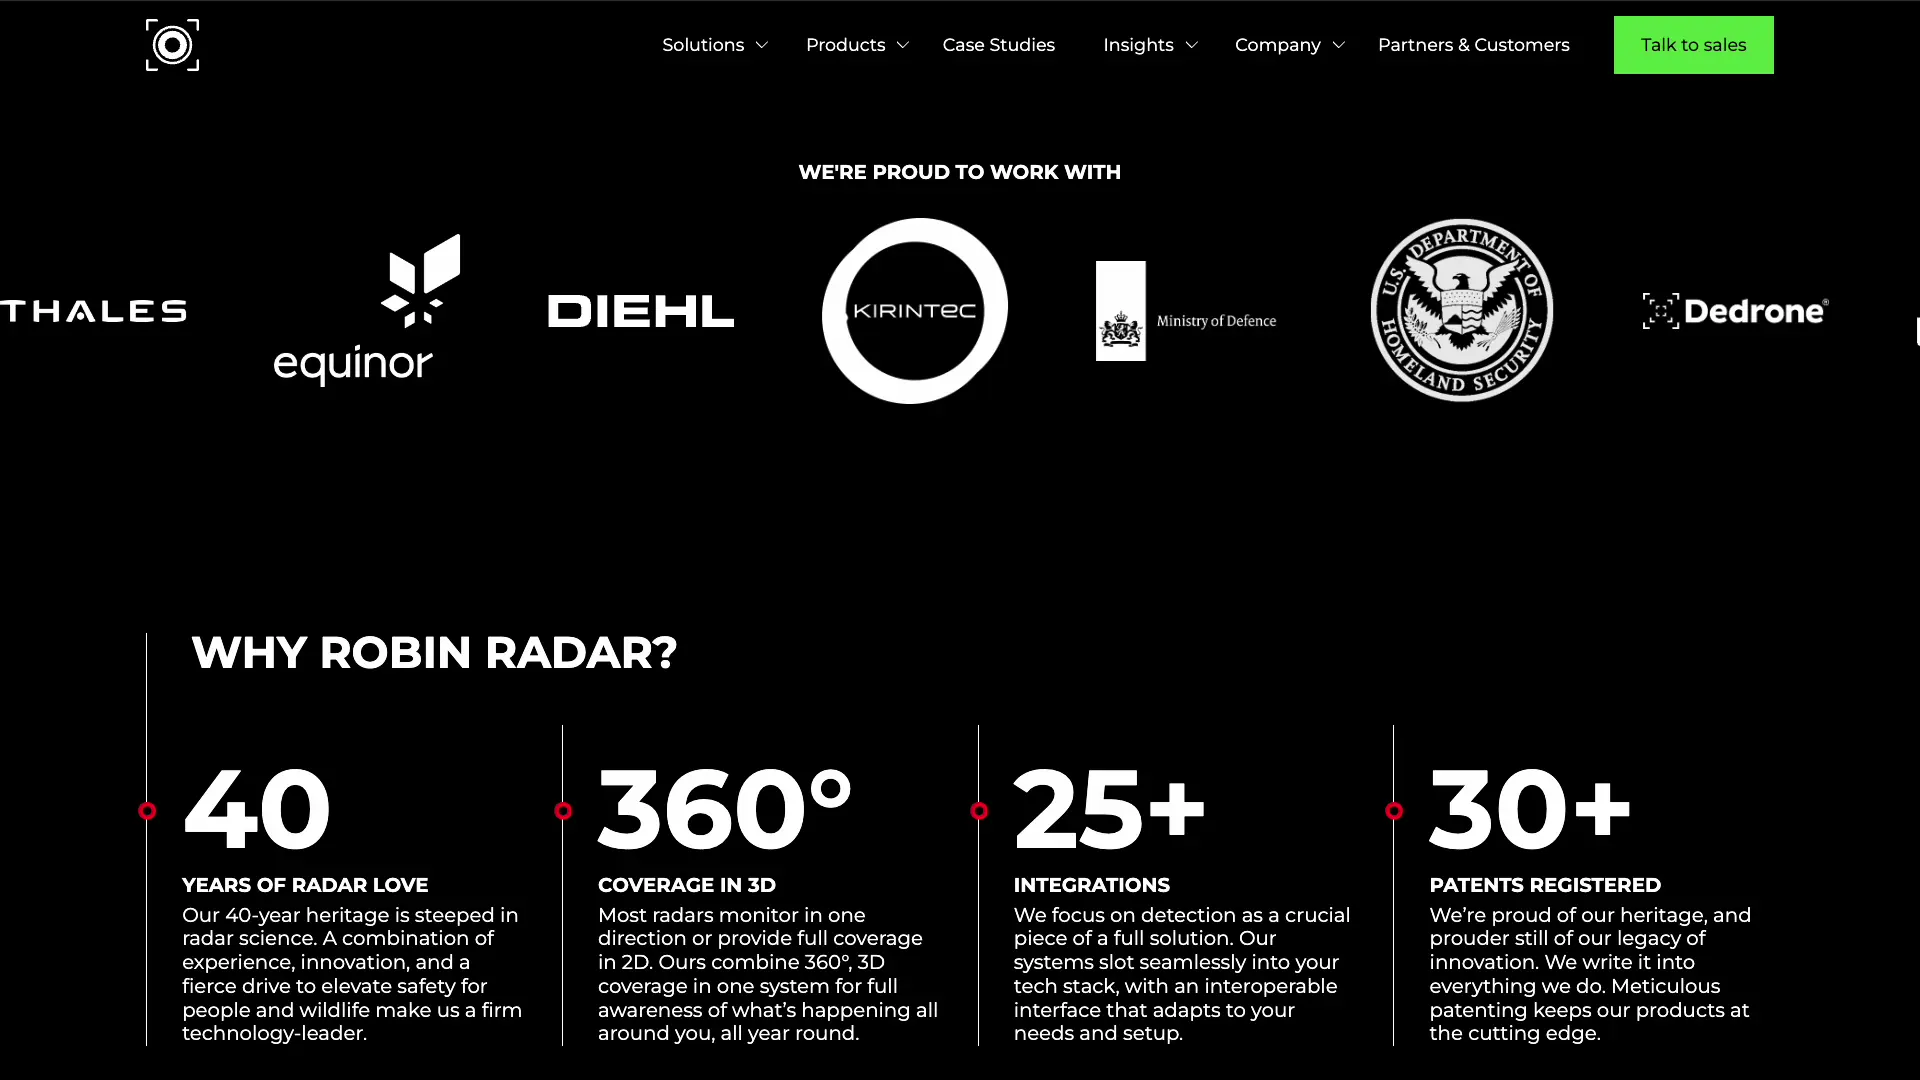 Solutions
Products
Case Studies
Insights
Company
Partners & Customers
Talk to sales
WE'RE PROUD TO WORK WITH
THALES
equinor
DIEHL
KIRINTEC
Ministry of Defence
U.S. DEPARTMENT OF
HOMELAND SECURITY
Dedrone®
WHY ROBIN RADAR?
40
YEARS OF RADAR LOVE
Our 40-year heritage is steeped in
radar science. A combination of
experience, innovation, and a
fierce drive to elevate safety for
people and wildlife make us a firm
technology-leader.
360°
COVERAGE IN 3D
Most radars monitor in one
direction or provide full coverage
in 2D. Ours combine 360°, 3D
coverage in one system for full
awareness of what’s happening all
around you, all year round.
25+
INTEGRATIONS
We focus on detection as a crucial
piece of a full solution. Our
systems slot seamlessly into your
tech stack, with an interoperable
interface that adapts to your
needs and setup.
30+
PATENTS REGISTERED
We’re proud of our heritage, and
prouder still of our legacy of
innovation. We write it into
everything we do. Meticulous
patenting keeps our products at
the cutting edge.